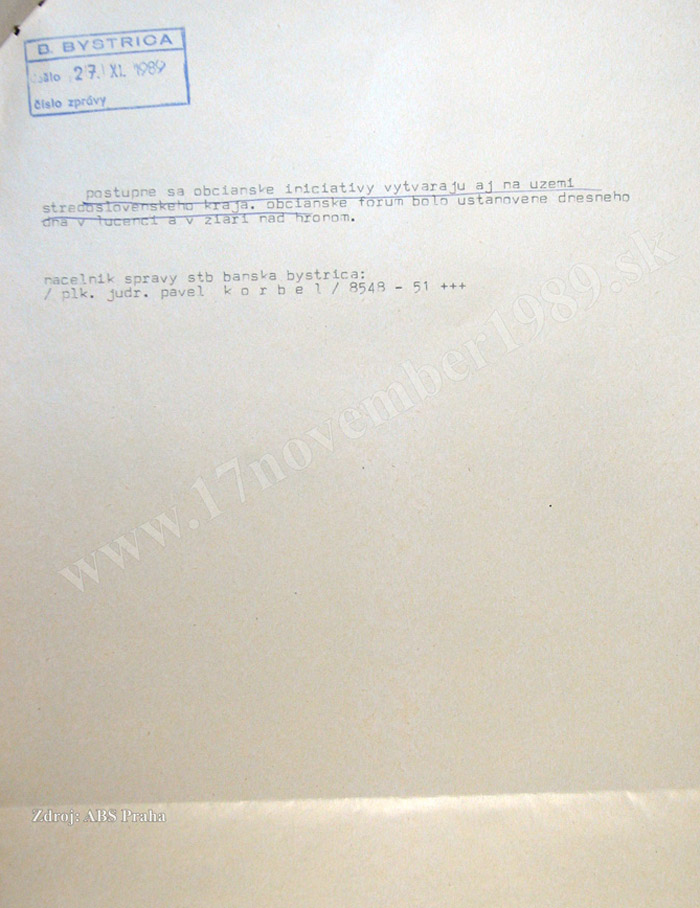 B. BYSTRICA
došlo 27. XI. 1989
číslo zprávy
postupne sa obcianske iniciativy vytvaraju aj na uzemi
stredoslovenskeho kraja. obcianske forum bolo ustanovene dnesneho
dna v lucenci a v ziari nad hronom.
nacelnik spravy stb banska bystrica:
/ plk. judr. pavel k o r b e l / 8548 - 51 +++
www.17november1989.sk
Zdroj: ABS Praha